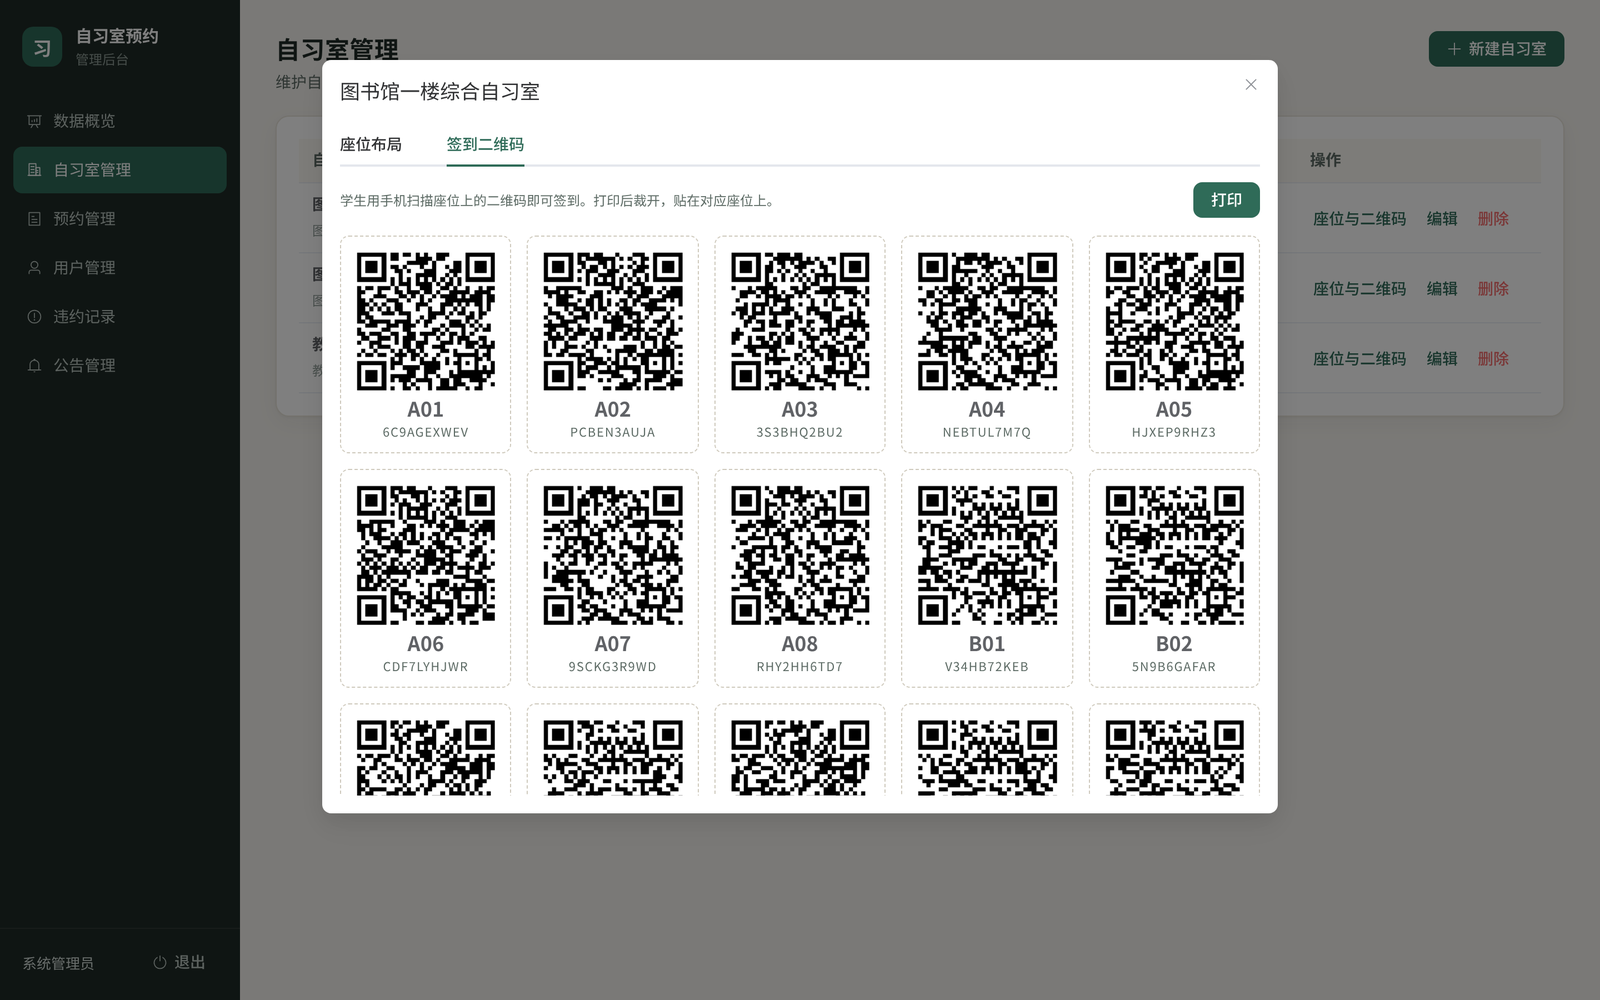 习
自习室预约
管理后台
数据概览
自习室管理
预约管理
用户管理
违约记录
公告管理
系统管理员
退出
自习室管理
维护自
新建自习室
操作
座位与二维码 编辑 删除
座位与二维码 编辑 删除
座位与二维码 编辑 删除
图书馆一楼综合自习室
座位布局 签到二维码
学生用手机扫描座位上的二维码即可签到。打印后裁开，贴在对应座位上。
打印
A01 A02 A03 A04 A05
6C9AGEXWEV PCBEN3AUJA 3S3BHQ2BU2 NEBTUL7M7Q HJXEP9RHZ3
A06 A07 A08 B01 B02
CDF7LYHJWR 9SCKG3R9WD RHY2HH6TD7 V34HB72KEB 5N9B6GAFAR